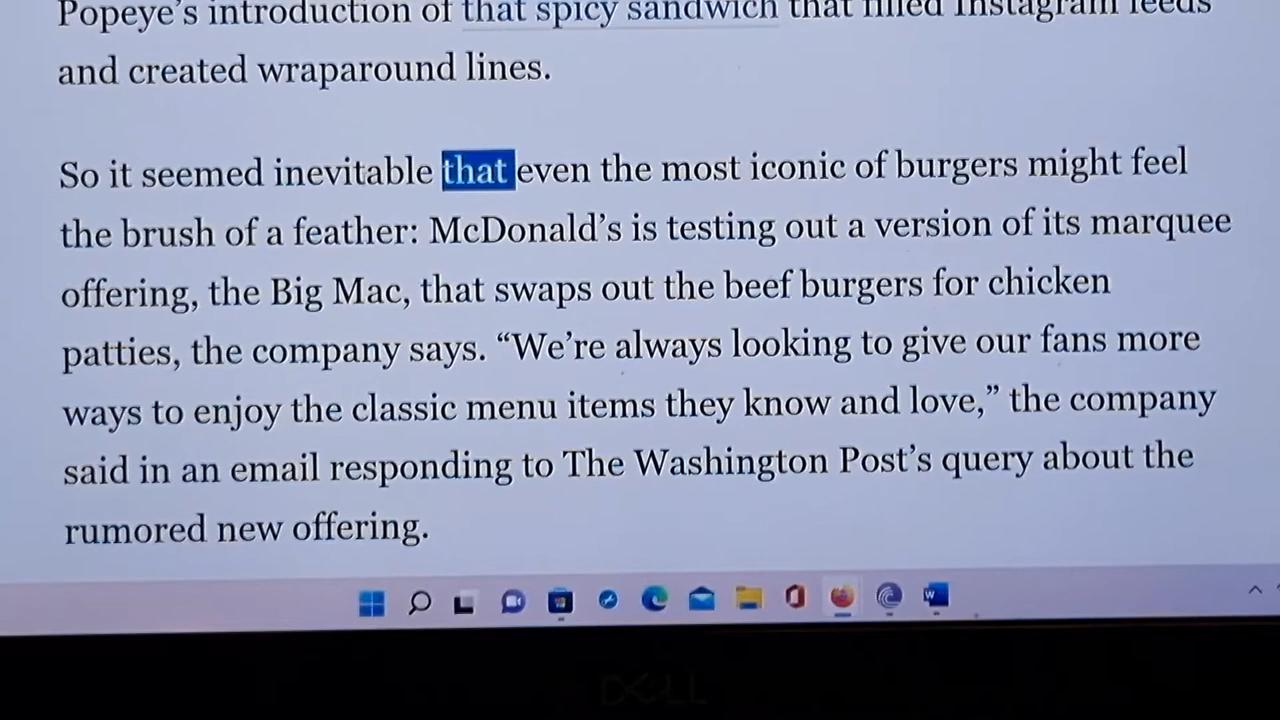 Popeye’s introduction of that spicy sandwich that filled Instagram feeds
and created wraparound lines.
So it seemed inevitable that even the most iconic of burgers might feel
the brush of a feather: McDonald’s is testing out a version of its marquee
offering, the Big Mac, that swaps out the beef burgers for chicken
patties, the company says. “We’re always looking to give our fans more
ways to enjoy the classic menu items they know and love,” the company
said in an email responding to The Washington Post’s query about the
rumored new offering.
W
DELL